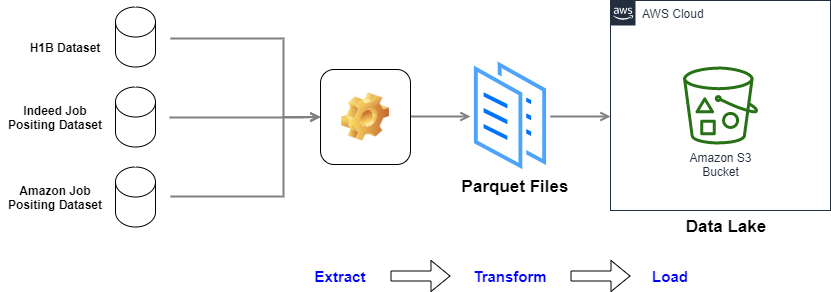 aws
AWS Cloud
H1B Dataset
Indeed Job
Positing Dataset
Amazon Job
Positing Dataset
Amazon S3
Bucket
Parquet Files
Data Lake
Extract
Transform
Load